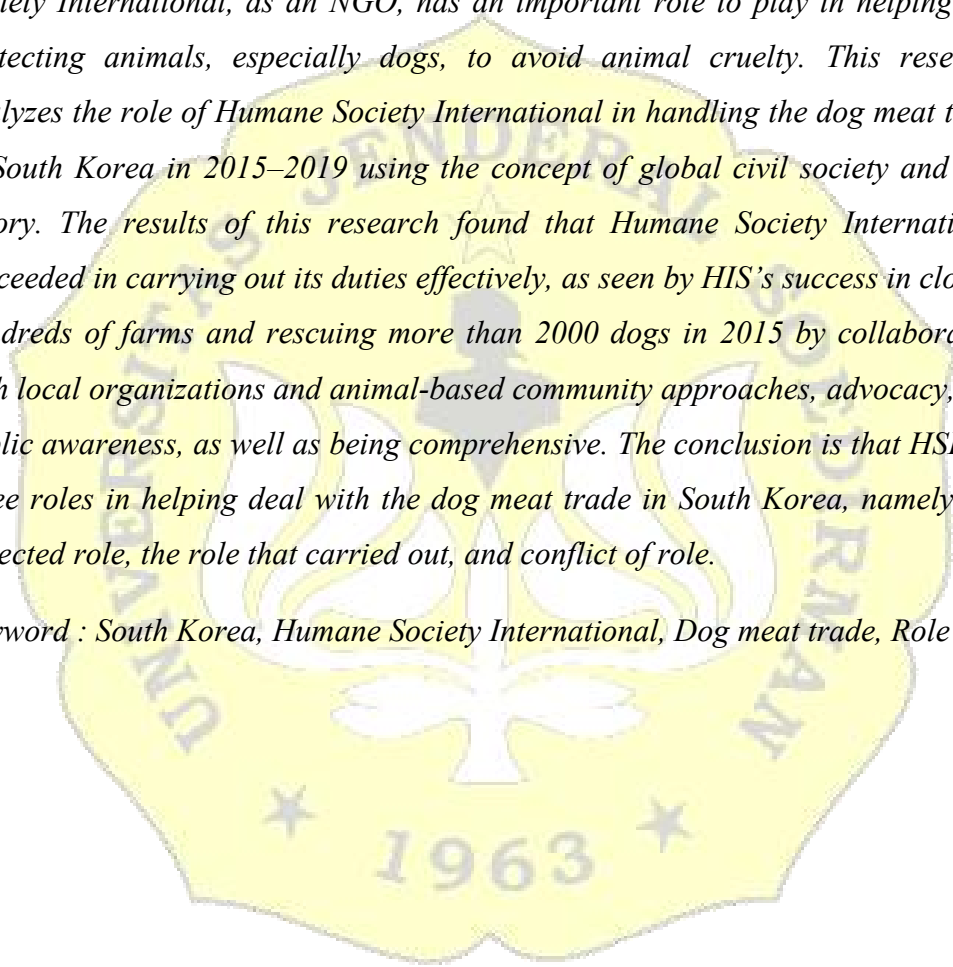 iety International, as an NGO, has an important role to play in helping
tecting animals, especially dogs, to avoid animal cruelty. This rese
lyzes the role of Humane Society International in handling the dog meat t
South Korea in 2015–2019 using the concept of global civil society and
ory. The results of this research found that Humane Society Internati
ceeded in carrying out its duties effectively, as seen by HIS’s success in clo
dreds of farms and rescuing more than 2000 dogs in 2015 by collabora
h local organizations and animal-based community approaches, advocacy,
blic awareness, as well as being comprehensive. The conclusion is that HSI
ee roles in helping deal with the dog meat trade in South Korea, namely
ected role, the role that carried out, and conflict of role.
yword : South Korea, Humane Society International, Dog meat trade, Role
UNIVERSITAS JENDERAL SOEDIRMAN
1963